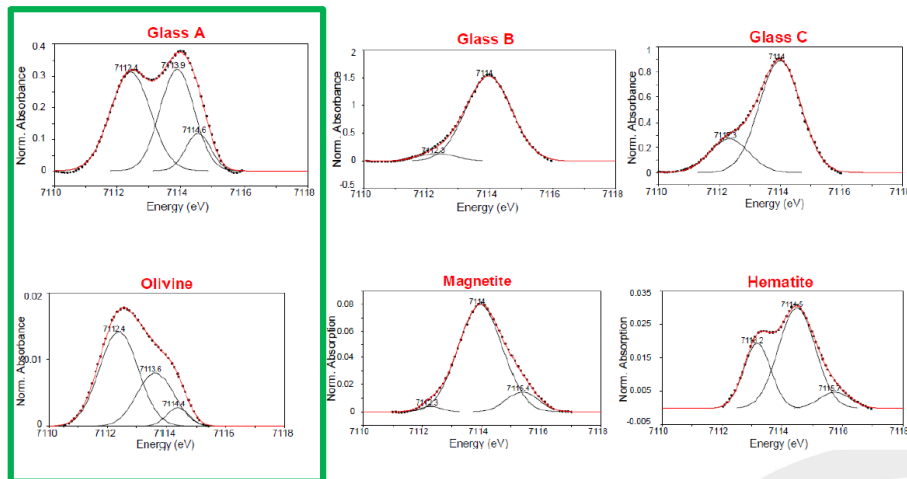 Glass A
Norm. Absorbance
0.4
0.3
0.2
0.1
0
7112.4
7113.9
7114.6
7110 7112 7114 7116 7118
Energy (eV)
Glass B
Norm. Absorbance
2
1.5
1
0.5
0
-0.5
7114
7110 7112 7114 7116 7118
Energy (eV)
Glass C
Norm. Absorbance
1
0.8
0.6
0.4
0.2
0
7114
7112.3
7110 7112 7114 7116 7118
Energy (eV)
Olivine
Norm. Absorbance
0.02
0.01
0
7112.4
7113.6
7114.4
7110 7112 7114 7116 7118
Energy (eV)
Magnetite
Norm. Absorption
0.08
0.06
0.04
0.02
0
7114
7112.3
7115.4
7110 7112 7114 7116 7118
Energy (eV)
Hematite
Norm. Absorption
0.035
0.025
0.015
0.005
-0.005
7113.2
7114.5
7115.7
7110 7112 7114 7116 7118
Energy (eV)